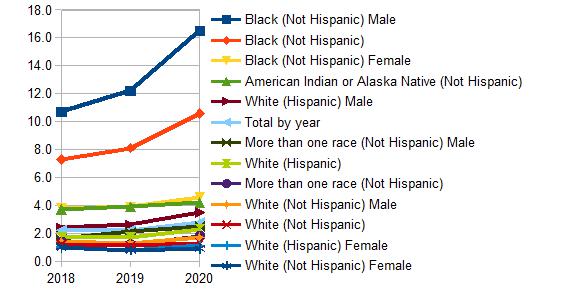 18.0
16.0
14.0
12.0
10.0
8.0
6.0
4.0
2.0
0.0
2018 2019 2020
Black (Not Hispanic) Male
Black (Not Hispanic)
Black (Not Hispanic) Female
American Indian or Alaska Native (Not Hispanic)
White (Hispanic) Male
Total by year
More than one race (Not Hispanic) Male
White (Hispanic)
More than one race (Not Hispanic)
White (Not Hispanic) Male
White (Not Hispanic)
White (Hispanic) Female
White (Not Hispanic) Female